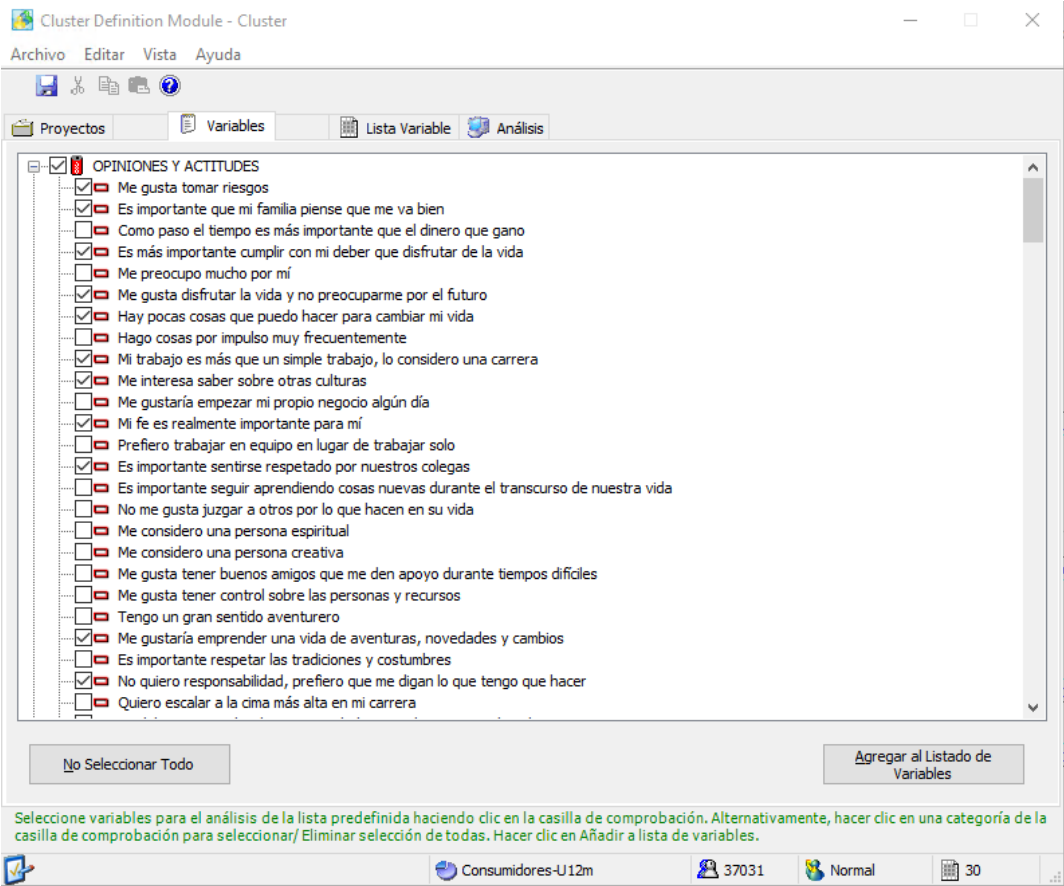 Cluster Definition Module - Cluster
Archivo Editar Vista Ayuda
Proyectos Variables Lista Variable Análisis
OPINIONES Y ACTITUDES
Me gusta tomar riesgos
Es importante que mi familia piense que me va bien
Como paso el tiempo es más importante que el dinero que gano
Es más importante cumplir con mi deber que disfrutar de la vida
Me preocupo mucho por mí
Me gusta disfrutar la vida y no preocuparme por el futuro
Hay pocas cosas que puedo hacer para cambiar mi vida
Hago cosas por impulso muy frecuentemente
Mi trabajo es más que un simple trabajo, lo considero una carrera
Me interesa saber sobre otras culturas
Me gustaría empezar mi propio negocio algún día
Mi fe es realmente importante para mí
Prefiero trabajar en equipo en lugar de trabajar solo
Es importante sentirse respetado por nuestros colegas
Es importante seguir aprendiendo cosas nuevas durante el transcurso de nuestra vida
No me gusta juzgar a otros por lo que hacen en su vida
Me considero una persona espiritual
Me considero una persona creativa
Me gusta tener buenos amigos que me den apoyo durante tiempos difíciles
Me gusta tener control sobre las personas y recursos
Tengo un gran sentido aventurero
Me gustaría emprender una vida de aventuras, novedades y cambios
Es importante respetar las tradiciones y costumbres
No quiero responsabilidad, prefiero que me digan lo que tengo que hacer
Quiero escalar a la cima más alta en mi carrera
No Seleccionar Todo
Agregar al Listado de
Variables
Seleccione variables para el análisis de la lista predefinida haciendo clic en la casilla de comprobación. Alternativamente, hacer clic en una categoría de la
casilla de comprobación para seleccionar/ Eliminar selección de todas. Hacer clic en Añadir a lista de variables.
Consumidores-U12m 37031 Normal 30